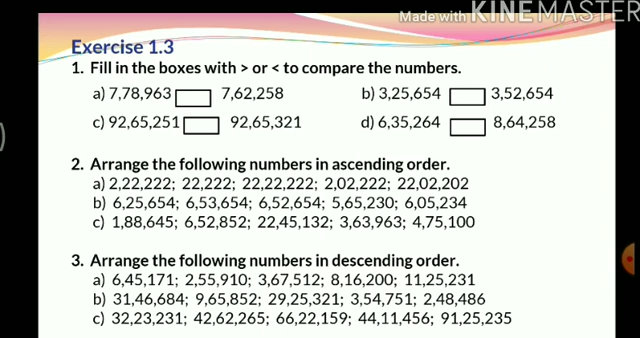 Made with KINEMASTER
Exercise 1.3
1. Fill in the boxes with > or < to compare the numbers.
a) 7,78,963 7,62,258 b) 3,25,654 3,52,654
c) 92,65,251 92,65,321 d) 6,35,264 8,64,258
2. Arrange the following numbers in ascending order.
a) 2,22,222; 22,222; 22,22,222; 2,02,222; 22,02,202
b) 6,25,654; 6,53,654; 6,52,654; 5,65,230; 6,05,234
c) 1,88,645; 6,52,852; 22,45,132; 3,63,963; 4,75,100
3. Arrange the following numbers in descending order.
a) 6,45,171; 2,55,910; 3,67,512; 8,16,200; 11,25,231
b) 31,46,684; 9,65,852; 29,25,321; 3,54,751; 2,48,486
c) 32,23,231; 42,62,265; 66,22,159; 44,11,456; 91,25,235